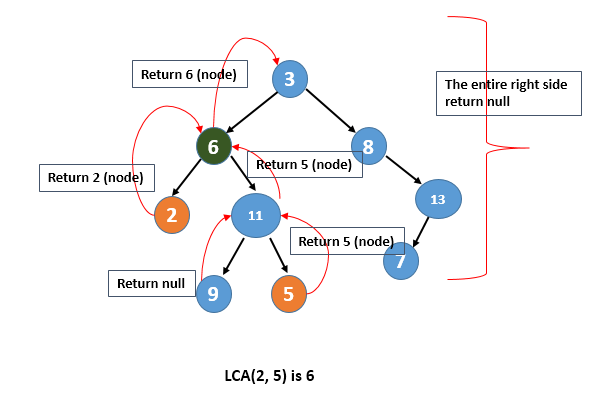 Return 6 (node)
3
The entire right side
return null
6
8
Return 5 (node)
Return 2 (node)
13
2
11
Return 5 (node)
7
Return null
9
5
LCA(2, 5) is 6